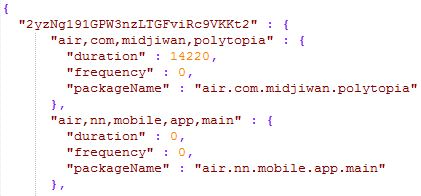 {
"2yzNg191GPW3nzLTGFviRc9VKKt2" : {
"air,com,midjiwan,polytopia" : {
"duration" : 14220,
"frequency" : 0,
"packageName" : "air.com.midjiwan.polytopia"
},
"air,nn,mobile,app,main" : {
"duration" : 0,
"frequency" : 0,
"packageName" : "air.nn.mobile.app.main"
},